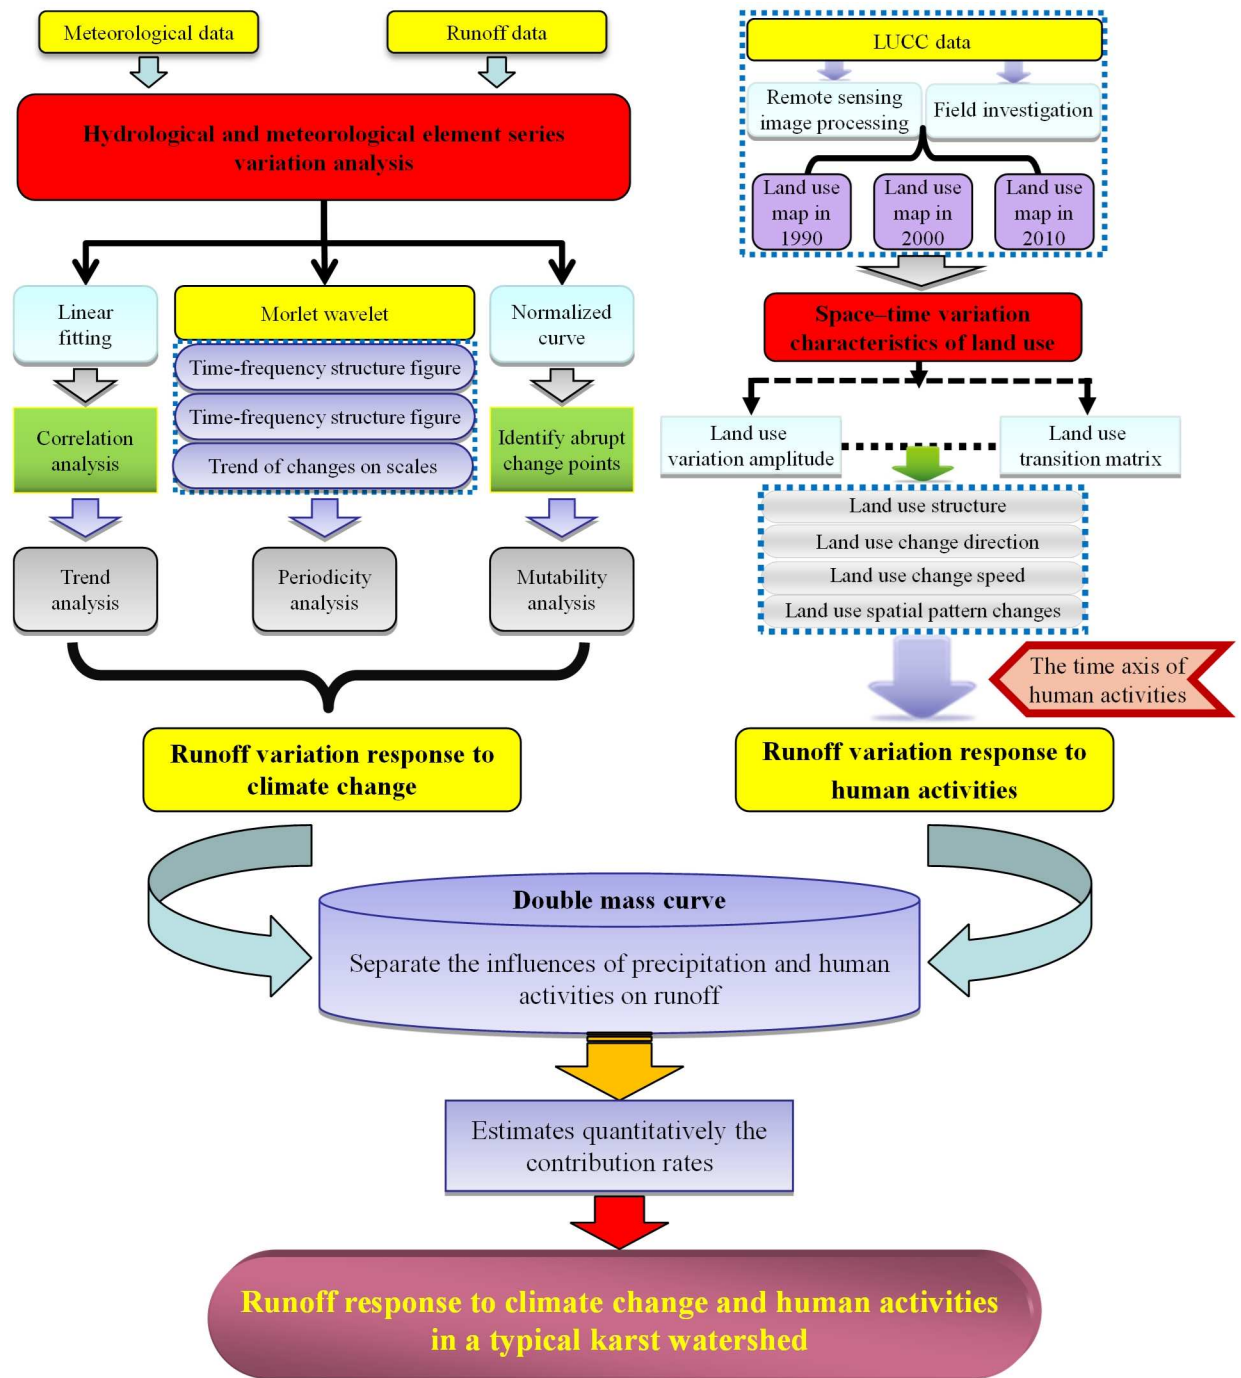 Meteorological data
Runoff data
Hydrological and meteorological element series
variation analysis
Linear
fitting
Morlet wavelet
Normalized
curve
Time-frequency structure figure
Time-frequency structure figure
Trend of changes on scales
Correlation
analysis
Identify abrupt
change points
Trend
analysis
Periodicity
analysis
Mutability
analysis
Runoff variation response to
climate change
LUCC data
Remote sensing
image processing
Field investigation
Land use
map in
1990
Land use
map in
2000
Land use
map in
2010
Space–time variation
characteristics of land use
Land use
variation amplitude
Land use
transition matrix
Land use structure
Land use change direction
Land use change speed
Land use spatial pattern changes
The time axis of
human activities
Runoff variation response to
human activities
Double mass curve
Separate the influences of precipitation and human
activities on runoff
Estimates quantitatively the
contribution rates
Runoff response to climate change and human activities
in a typical karst watershed